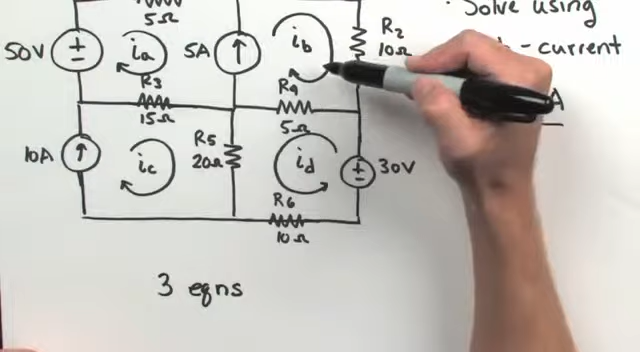 5Ω
Solve using
R2
10Ω
50V
ia
5A
ib
-current
R3
15Ω
R4
5Ω
A
10A
ic
R5
20Ω
id
30V
R6
10Ω
3 eqns